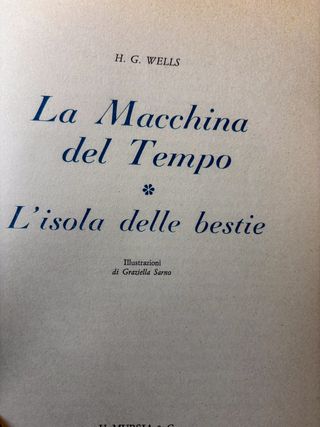 H. G. WELLS
La Macchina
del Tempo
*
L'isola delle bestie
Illustrazioni
di Graziella Sarno